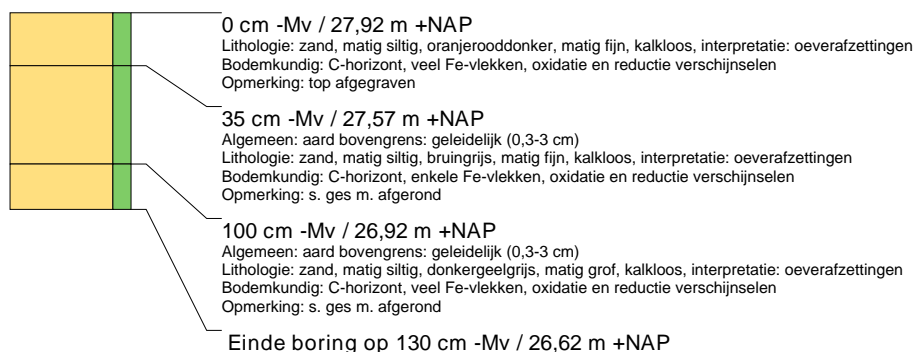 0 cm -Mv / 27,92 m +NAP
Lithologie: zand, matig siltig, oranjerooddonker, matig fijn, kalkloos, interpretatie: oeverafzettingen
Bodemkundig: C-horizont, veel Fe-vlekken, oxidatie en reductie verschijnselen
Opmerking: top afgegraven
35 cm -Mv / 27,57 m +NAP
Algemeen: aard bovengrens: geleidelijk (0,3-3 cm)
Lithologie: zand, matig siltig, bruingrijs, matig fijn, kalkloos, interpretatie: oeverafzettingen
Bodemkundig: C-horizont, enkele Fe-vlekken, oxidatie en reductie verschijnselen
Opmerking: s. ges m. afgerond
100 cm -Mv / 26,92 m +NAP
Algemeen: aard bovengrens: geleidelijk (0,3-3 cm)
Lithologie: zand, matig siltig, donkergeelgrijs, matig grof, kalkloos, interpretatie: oeverafzettingen
Bodemkundig: C-horizont, veel Fe-vlekken, oxidatie en reductie verschijnselen
Opmerking: s. ges m. afgerond
Einde boring op 130 cm -Mv / 26,62 m +NAP